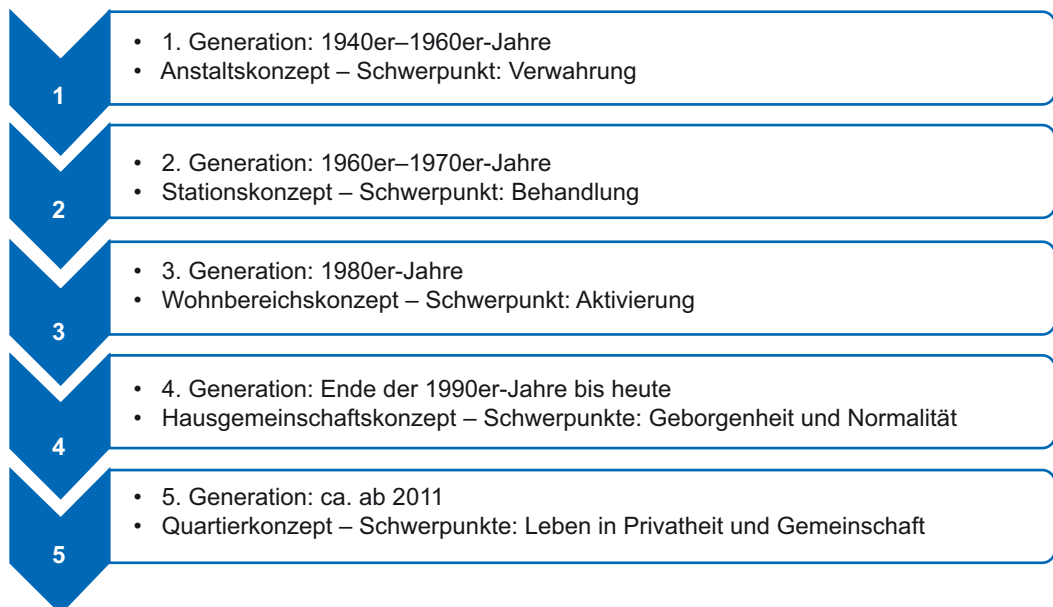 1
• 1. Generation: 1940er–1960er-Jahre
• Anstaltskonzept – Schwerpunkt: Verwahrung
2
• 2. Generation: 1960er–1970er-Jahre
• Stationskonzept – Schwerpunkt: Behandlung
3
• 3. Generation: 1980er-Jahre
• Wohnbereichskonzept – Schwerpunkt: Aktivierung
4
• 4. Generation: Ende der 1990er-Jahre bis heute
• Hausgemeinschaftskonzept – Schwerpunkte: Geborgenheit und Normalität
5
• 5. Generation: ca. ab 2011
• Quartierkonzept – Schwerpunkte: Leben in Privatheit und Gemeinschaft